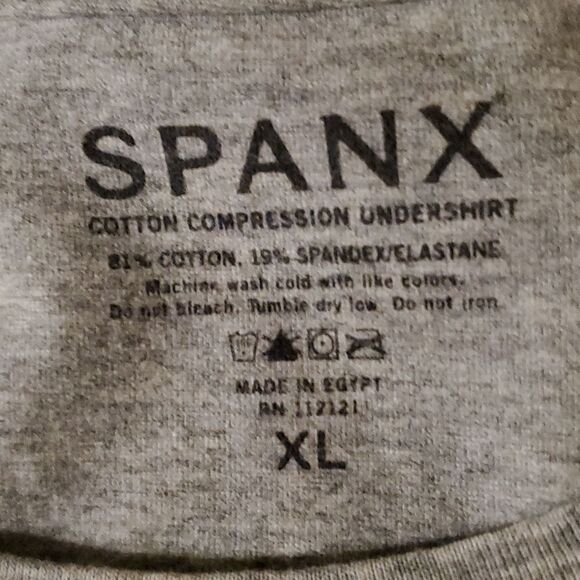 SPANX
COTTON COMPRESSION UNDERSHIRT
81% COTTON, 19% SPANDEX/ELASTANE
Machine wash cold with like colors.
Do not bleach. Tumble dry low. Do not iron
MADE IN EGYPT
RN 112121
XL